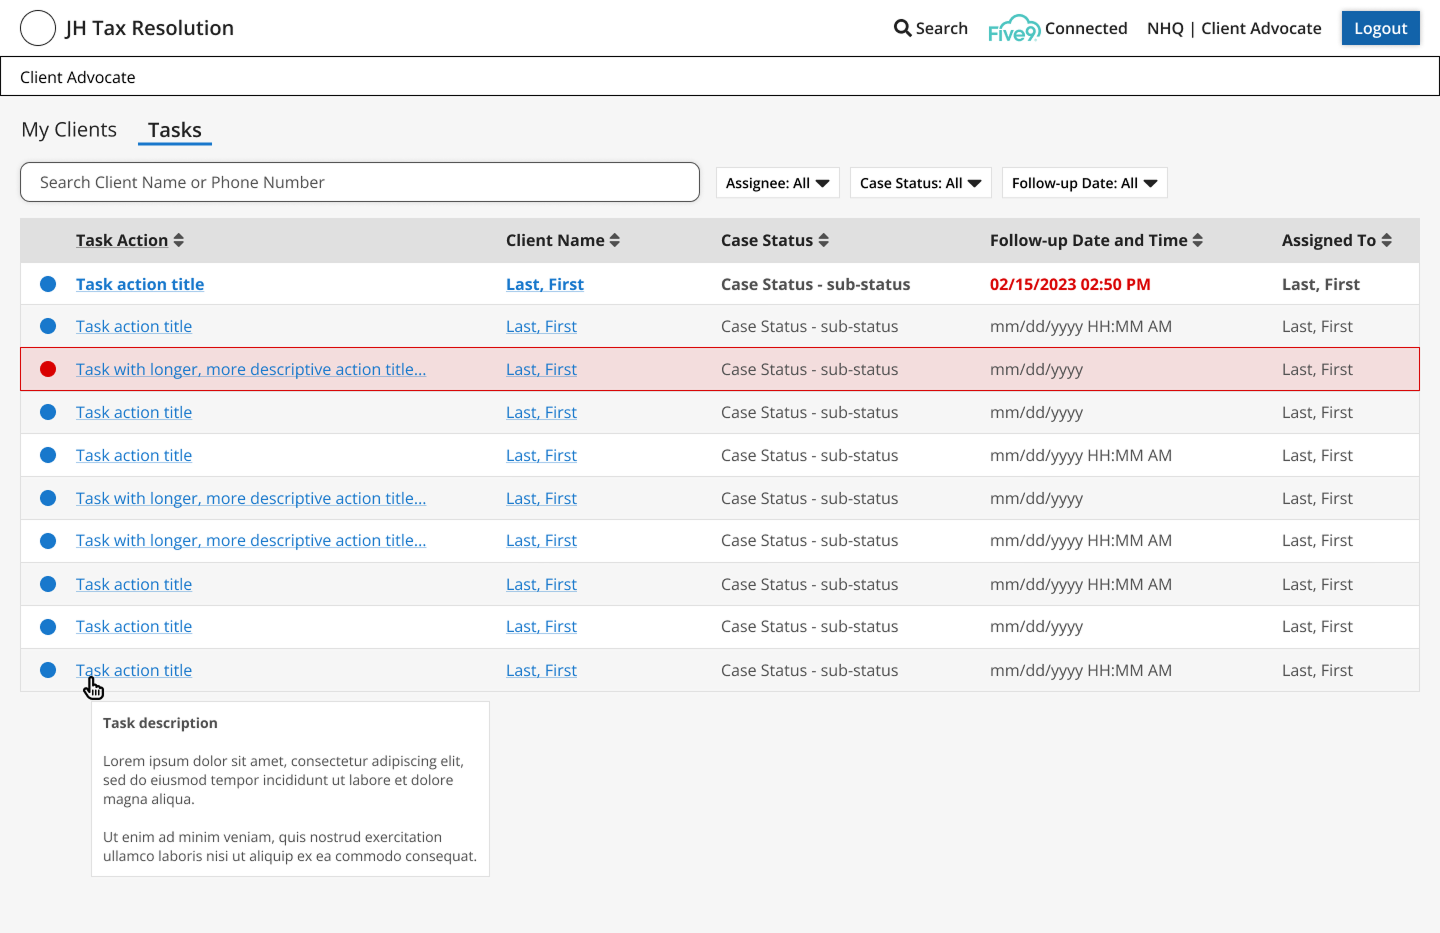 JH Tax Resolution
Search
Five9
Connected
NHQ | Client Advocate
Logout
Client Advocate
My Clients
Tasks
Search Client Name or Phone Number
Assignee: All
Case Status: All
Follow-up Date: All
Task Action Client Name Case Status Follow-up Date and Time Assigned To
Task action title Last, First Case Status - sub-status 02/15/2023 02:50 PM Last, First
Task action title Last, First Case Status - sub-status mm/dd/yyyy HH:MM AM Last, First
Task with longer, more descriptive action title... Last, First Case Status - sub-status mm/dd/yyyy Last, First
Task action title Last, First Case Status - sub-status mm/dd/yyyy Last, First
Task action title Last, First Case Status - sub-status mm/dd/yyyy HH:MM AM Last, First
Task with longer, more descriptive action title... Last, First Case Status - sub-status mm/dd/yyyy Last, First
Task with longer, more descriptive action title... Last, First Case Status - sub-status mm/dd/yyyy HH:MM AM Last, First
Task action title Last, First Case Status - sub-status mm/dd/yyyy HH:MM AM Last, First
Task action title Last, First Case Status - sub-status mm/dd/yyyy Last, First
Task action title Last, First Case Status - sub-status mm/dd/yyyy HH:MM AM Last, First
Task description
Lorem ipsum dolor sit amet, consectetur adipiscing elit,
sed do eiusmod tempor incididunt ut labore et dolore
magna aliqua.
Ut enim ad minim veniam, quis nostrud exercitation
ullamco laboris nisi ut aliquip ex ea commodo consequat.